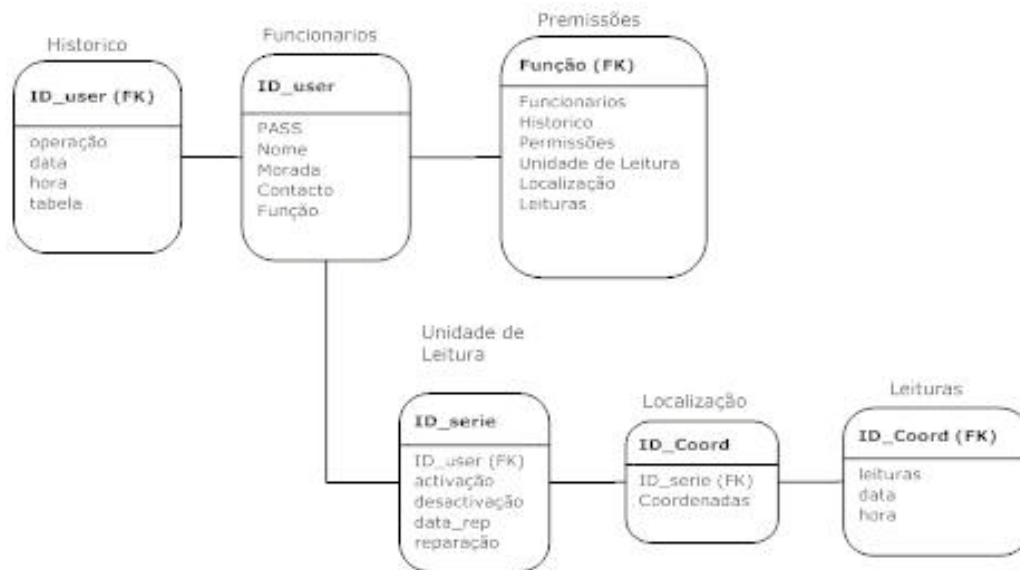 Historico
ID_user (FK)
operação
data
hora
tabela
Funcionarios
ID_user
PASS
Nome
Morada
Contacto
Função
Premissões
Função (FK)
Funcionarios
Historico
Permissões
Unidade de Leitura
Localização
Leituras
Unidade de
Leitura
ID_serie
ID_user (FK)
activação
desactivação
data_rep
reparação
Localização
ID_Coord
ID_serie (FK)
Coordenadas
Leituras
ID_Coord (FK)
leituras
data
hora